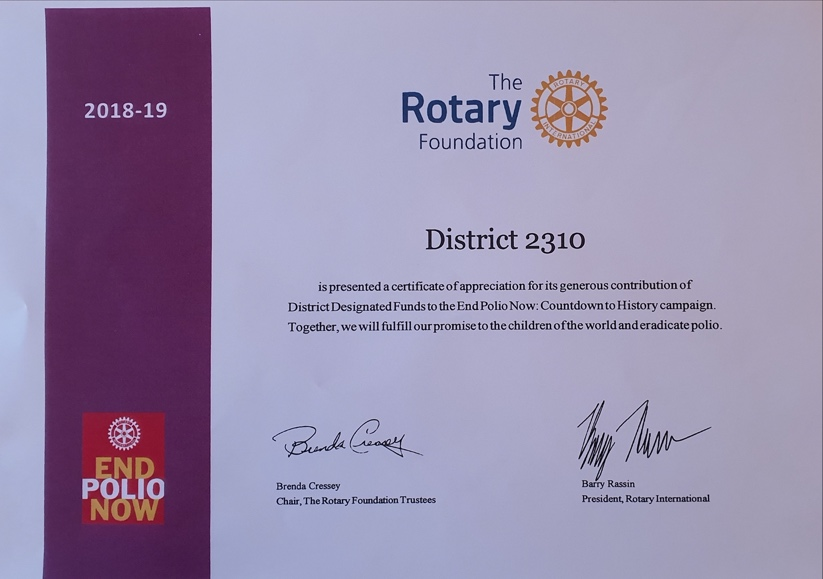 2018-19
The
Rotary
Foundation
ROTARY
INTERNATIONAL
District 2310
is presented a certificate of appreciation for its generous contribution of
District Designated Funds to the End Polio Now: Countdown to History campaign.
Together, we will fulfill our promise to the children of the world and eradicate polio.
Brenda Cressey
Brenda Cressey
Chair, The Rotary Foundation Trustees
Barry Rassin
President, Rotary International
END
POLIO
NOW